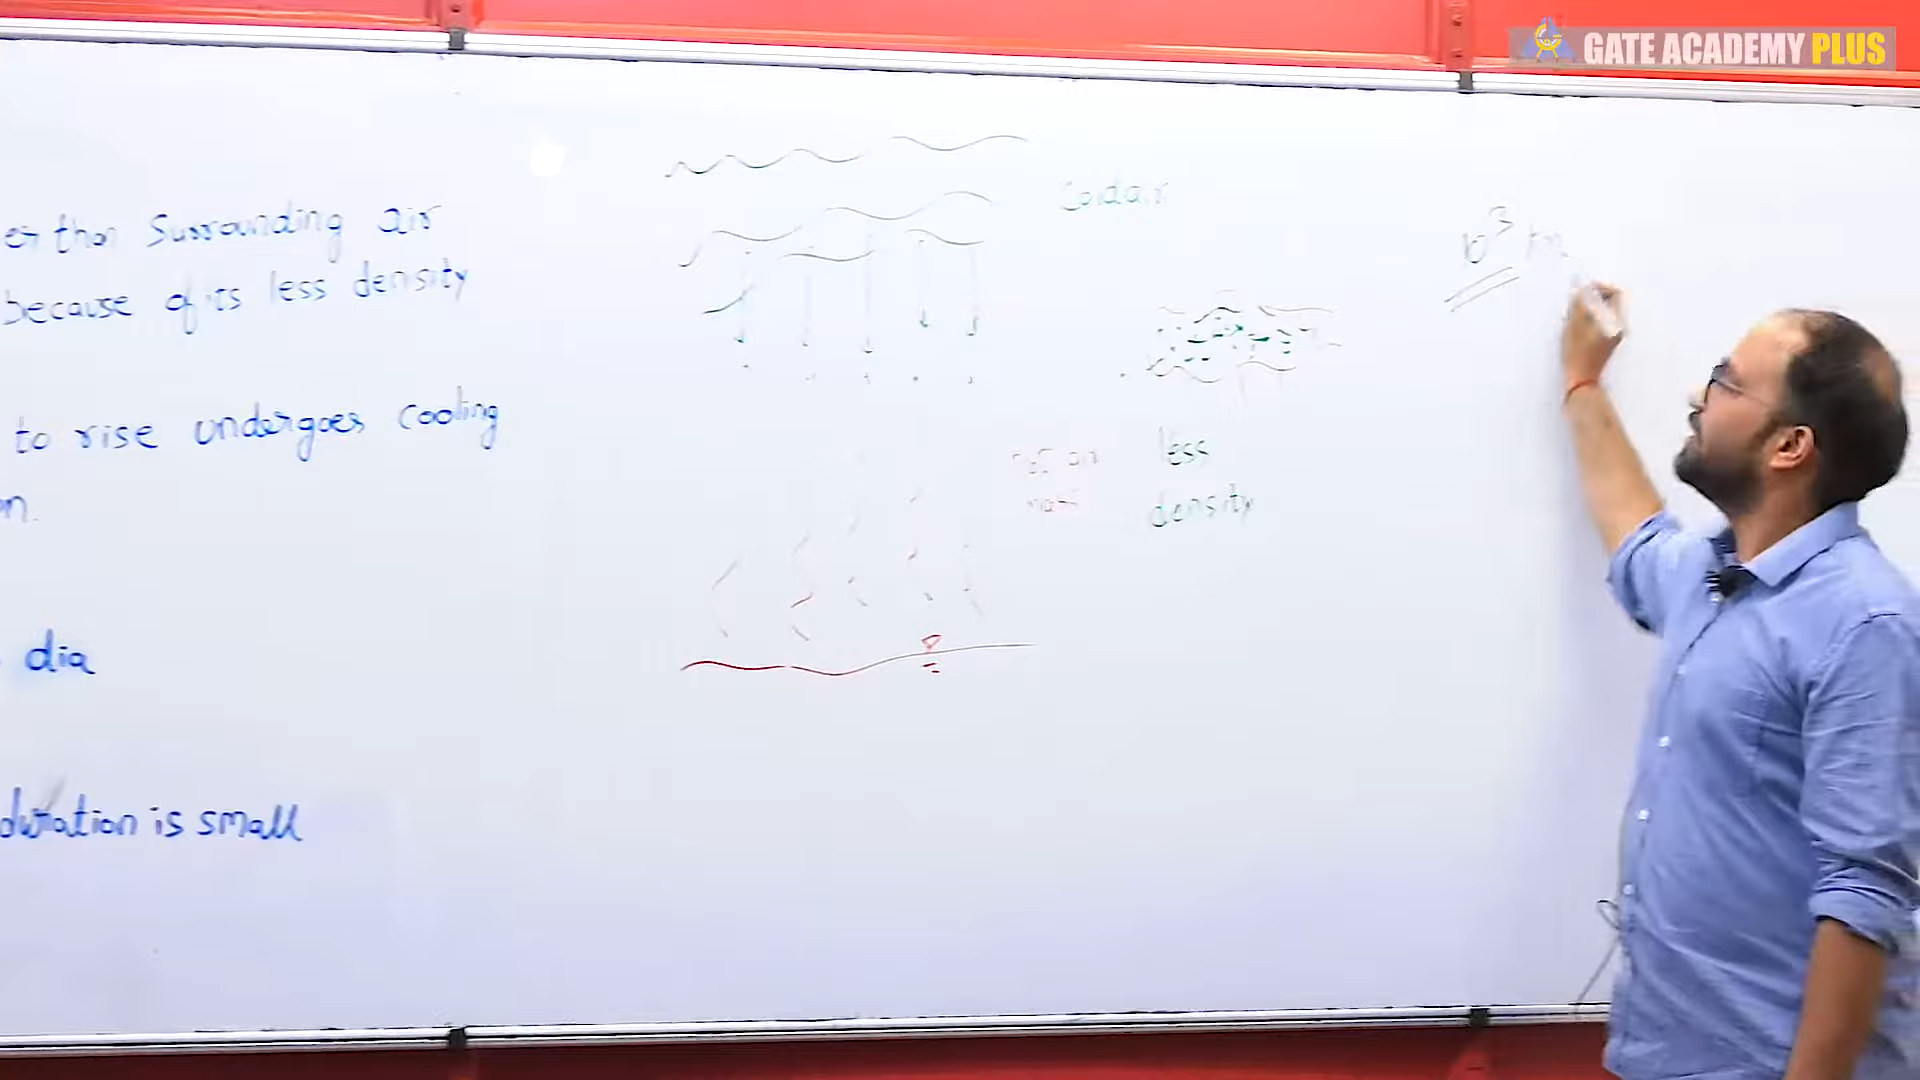 GATE ACADEMY PLUS
er than Surrounding air
because of its less density
to rise undergoes cooling
n.
dia
duration is small
Cold air
less
density
10³ km